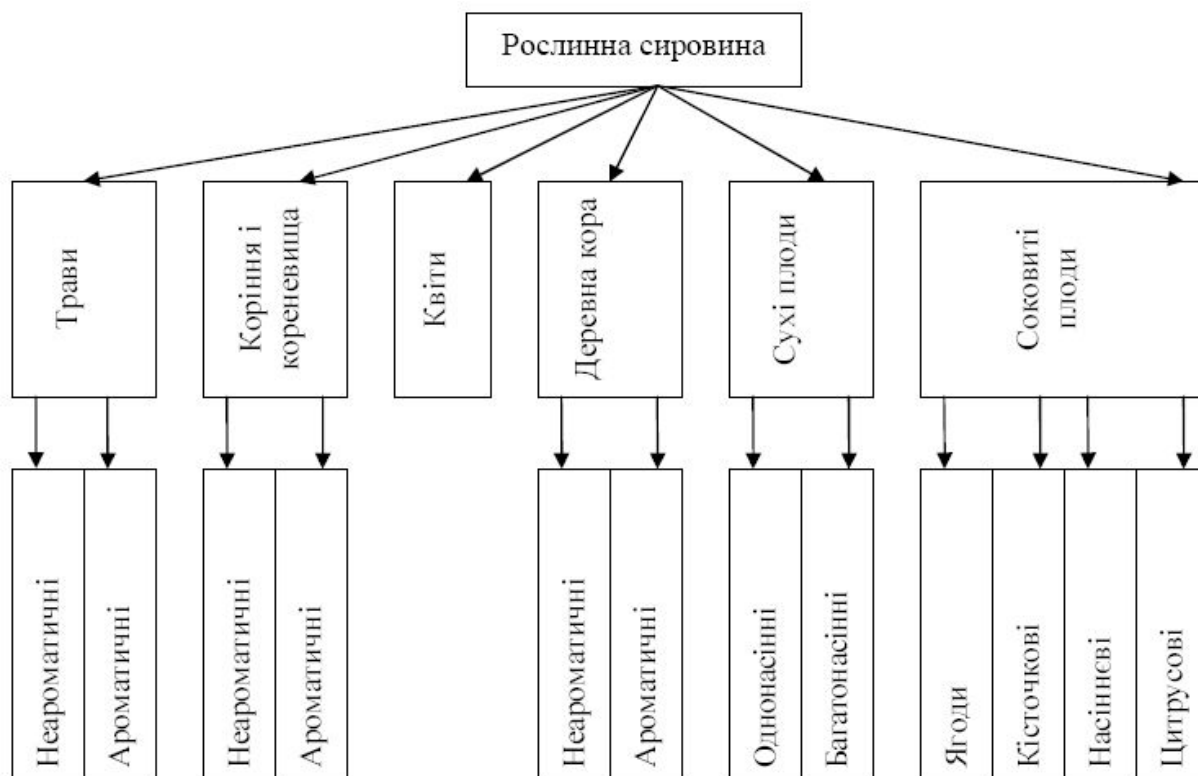 Рослинна сировина
Трави
Коріння і
кореневища
Квіти
Деревна кора
Сухі плоди
Соковиті
плоди
Неароматичні
Ароматичні
Неароматичні
Ароматичні
Неароматичні
Ароматичні
Однонасінні
Багатонасінні
Ягоди
Кісточкові
Насіннєві
Цитрусові